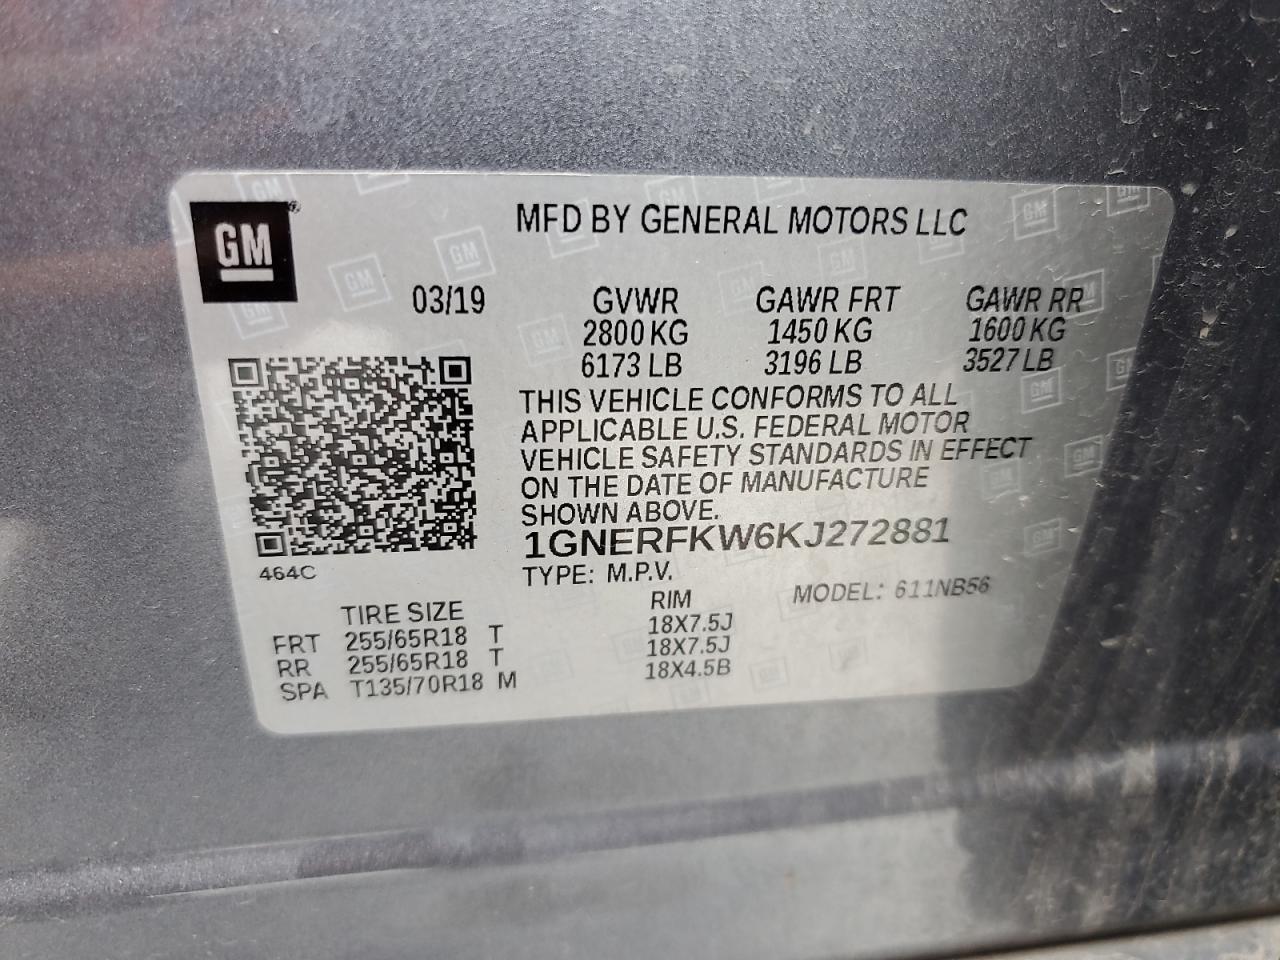 GM
MFD BY GENERAL MOTORS LLC
03/19 GVWR GAWR FRT GAWR RR
2800 KG 1450 KG 1600 KG
6173 LB 3196 LB 3527 LB
THIS VEHICLE CONFORMS TO ALL
APPLICABLE U.S. FEDERAL MOTOR
VEHICLE SAFETY STANDARDS IN EFFECT
ON THE DATE OF MANUFACTURE
SHOWN ABOVE.
1GNERFKW6KJ272881
464C
TYPE: M.P.V. MODEL: 611NB56
TIRE SIZE RIM
FRT 255/65R18 T 18X7.5J
RR 255/65R18 T 18X7.5J
SPA T135/70R18 M 18X4.5B